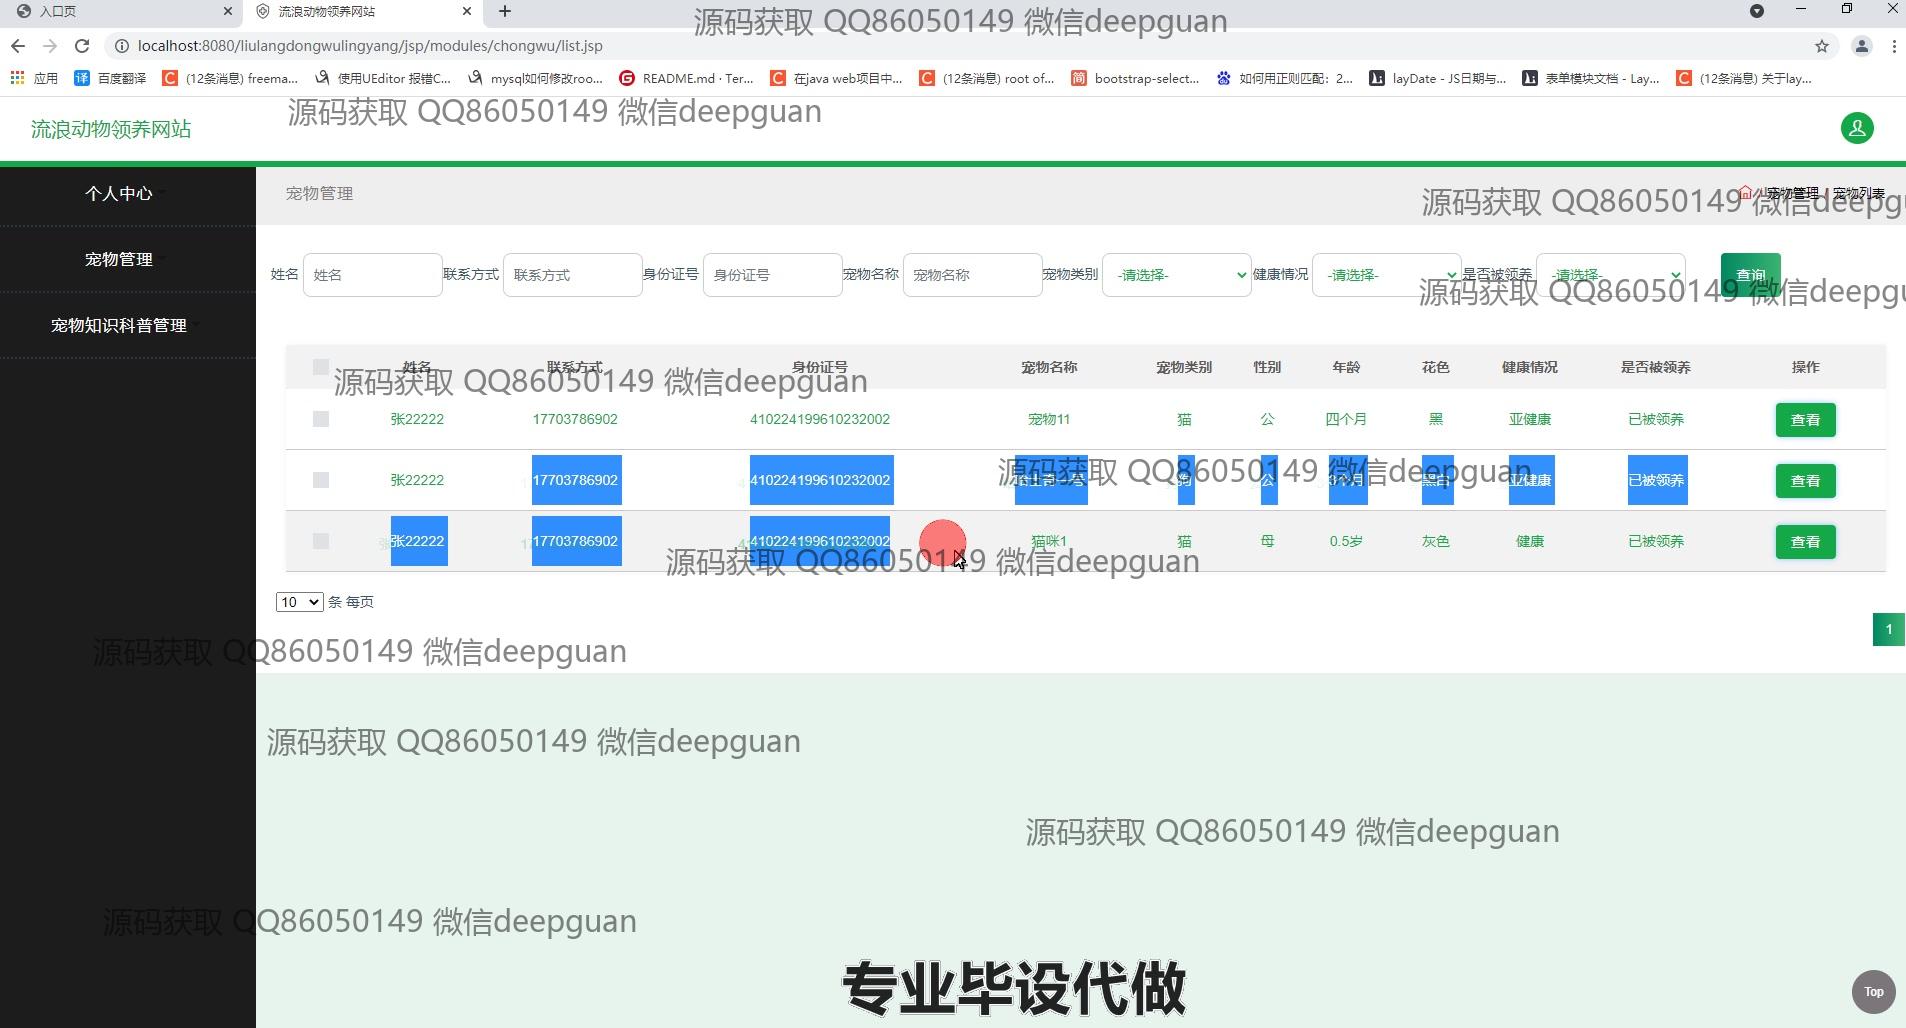 入口页
流浪动物领养网站
源码获取 QQ86050149 微信deepguan
localhost:8080/liulangdongwulingyang/jsp/modules/chongwu/list.jsp
应用 百度翻译 (12条消息) freema... 使用UEditor 报错C... mysql如何修改roo... README.md · Ter... 在java web项目中... (12条消息) root of... bootstrap-select... 如何用正则匹配：2... layDate - JS日期与... 表单模块文档 - Lay... (12条消息) 关于lay...
源码获取 QQ86050149 微信deepguan
流浪动物领养网站
个人中心
宠物管理
宠物知识科普管理
宠物管理
宠物管理 / 宠物列表
源码获取 QQ86050149 微信deepgu
姓名 姓名 联系方式 联系方式 身份证号 身份证号 宠物名称 宠物名称 宠物类别 -请选择- 健康情况 -请选择- 是否被领养 -请选择- 查询
源码获取 QQ86050149 微信deepgu
姓名 联系方式 身份证号 宠物名称 宠物类别 性别 年龄 花色 健康情况 是否被领养 操作
源码获取 QQ86050149 微信deepguan
张22222 17703786902 410224199610232002 宠物11 猫 公 四个月 黑 亚健康 已被领养 查看
张22222 17703786902 410224199610232002 狗 公 个月 黑白 亚健康 已被领养 查看
源码获取 QQ86050149 微信deepguan
张22222 17703786902 410224199610232002 猫咪1 猫 母 0.5岁 灰色 健康 已被领养 查看
源码获取 QQ86050149 微信deepguan
10 条 每页
1
源码获取 QQ86050149 微信deepguan
源码获取 QQ86050149 微信deepguan
源码获取 QQ86050149 微信deepguan
源码获取 QQ86050149 微信deepguan
专业毕设代做
Top